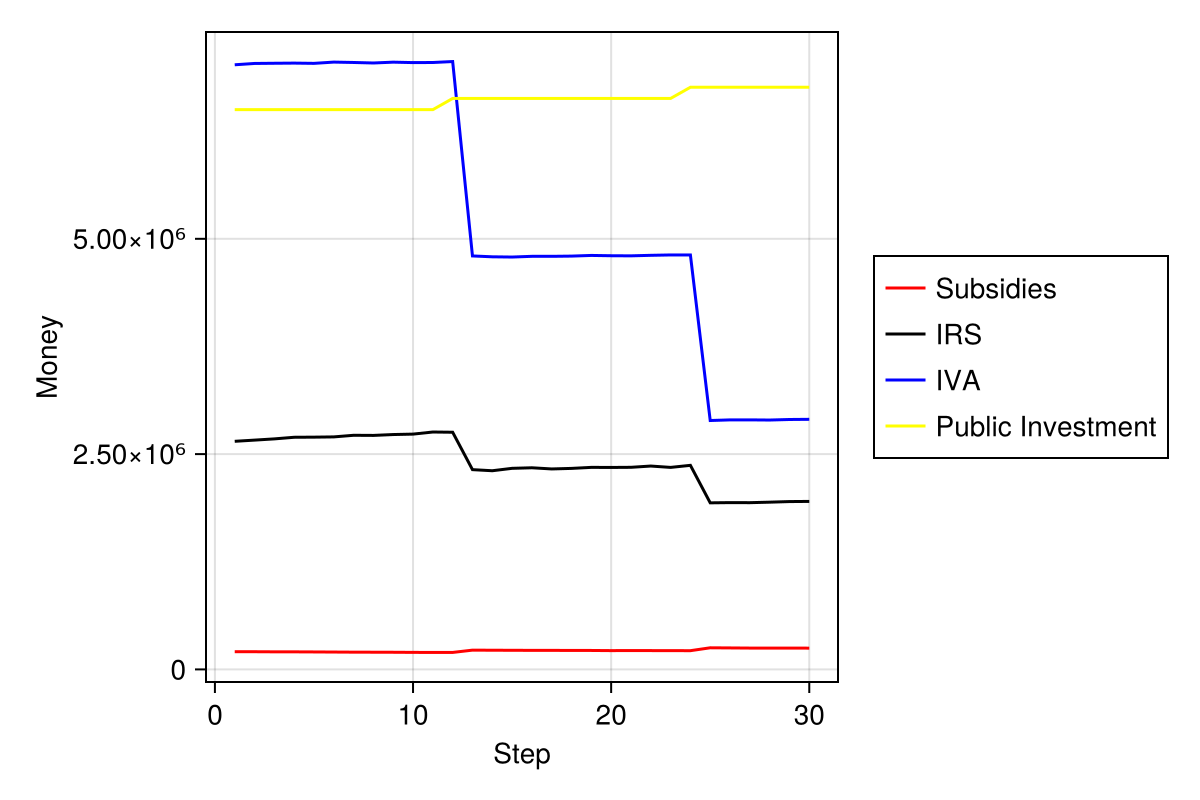 Money
5.00×10⁶
2.50×10⁶
0
0
10
20
30
Step
Subsidies
IRS
IVA
Public Investment